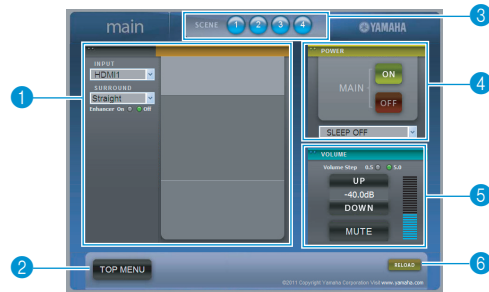 main
SCENE 1 2 3 4
YAMAHA
3
INPUT
HDMI1
SURROUND
Straight
Enhancer On Off
1
POWER
MAIN
ON
OFF
SLEEP OFF
4
VOLUME
Volume Step 0.5 5.0
UP
-40.0dB
DOWN
MUTE
5
2
TOP MENU
RELOAD
6
©2011 Copyright Yamaha Corporation Visit www.yamaha.com